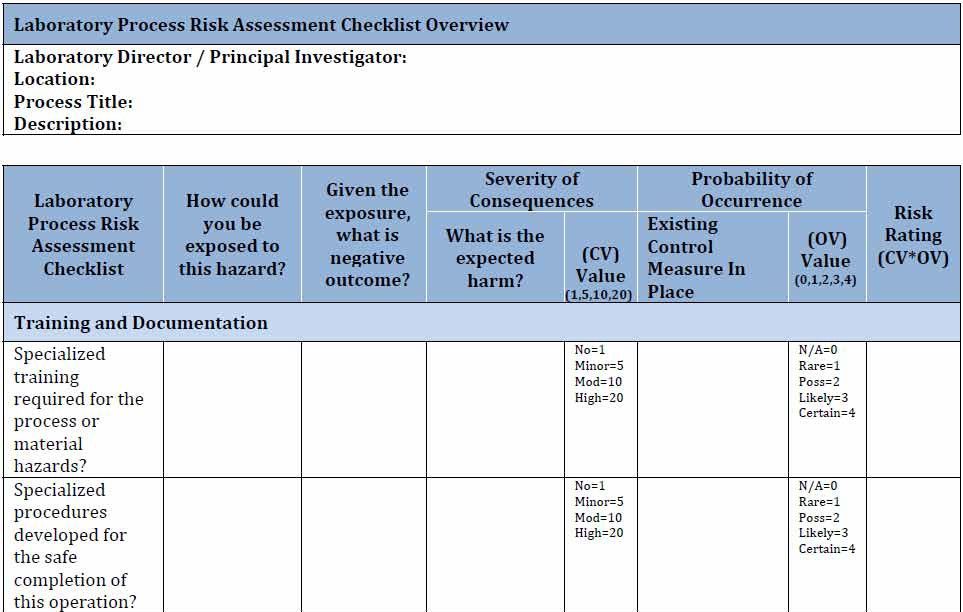 Laboratory Process Risk Assessment Checklist Overview
Laboratory Director / Principal Investigator:
Location:
Process Title:
Description:
Laboratory
Process Risk
Assessment
Checklist
How could
you be
exposed to
this hazard?
Given the
exposure,
what is
negative
outcome?
Severity of
Consequences
What is the
expected
harm?
(CV)
Value
(1,5,10,20)
Probability of
Occurrence
Existing
Control
Measure In
Place
(OV)
Value
(0,1,2,3,4)
Risk
Rating
(CV*OV)
Training and Documentation
Specialized
training
required for the
process or
material
hazards?
No=1
Minor=5
Mod=10
High=20
N/A=0
Rare=1
Poss=2
Likely=3
Certain=4
Specialized
procedures
developed for
the safe
completion of
this operation?
No=1
Minor=5
Mod=10
High=20
N/A=0
Rare=1
Poss=2
Likely=3
Certain=4